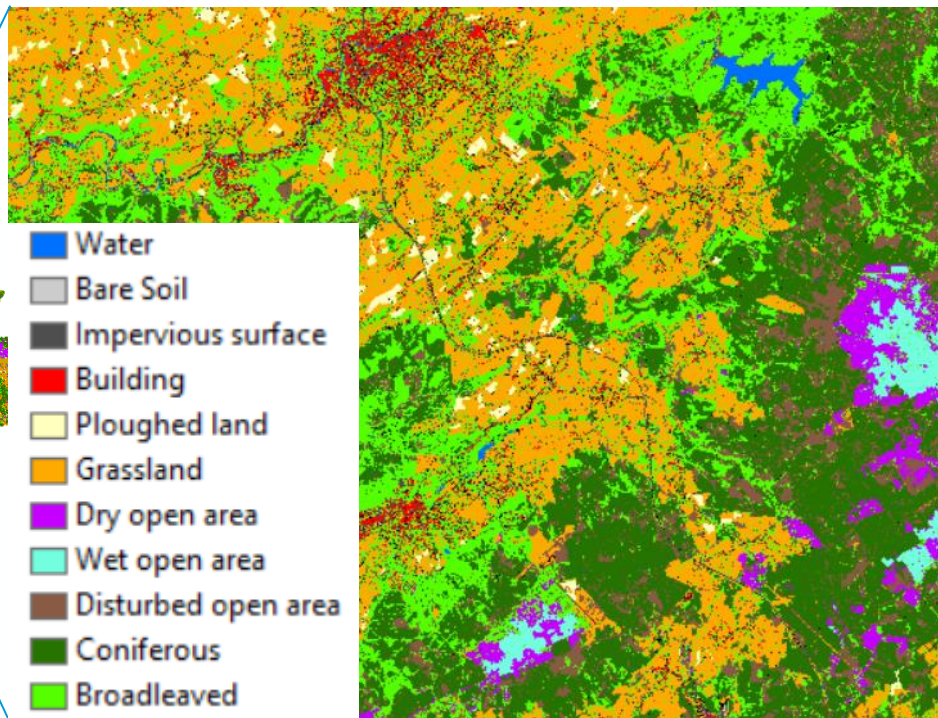 Water
Bare Soil
Impervious surface
Building
Ploughed land
Grassland
Dry open area
Wet open area
Disturbed open area
Coniferous
Broadleaved